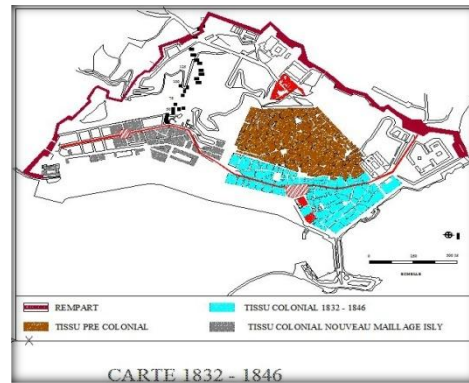 REMPART
TISSU COLONIAL 1832 - 1846
TISSU PRE COLONIAL
TISSU COLONIAL NOUVEAU MAILLAGE ISLY
CARTE 1832 - 1846